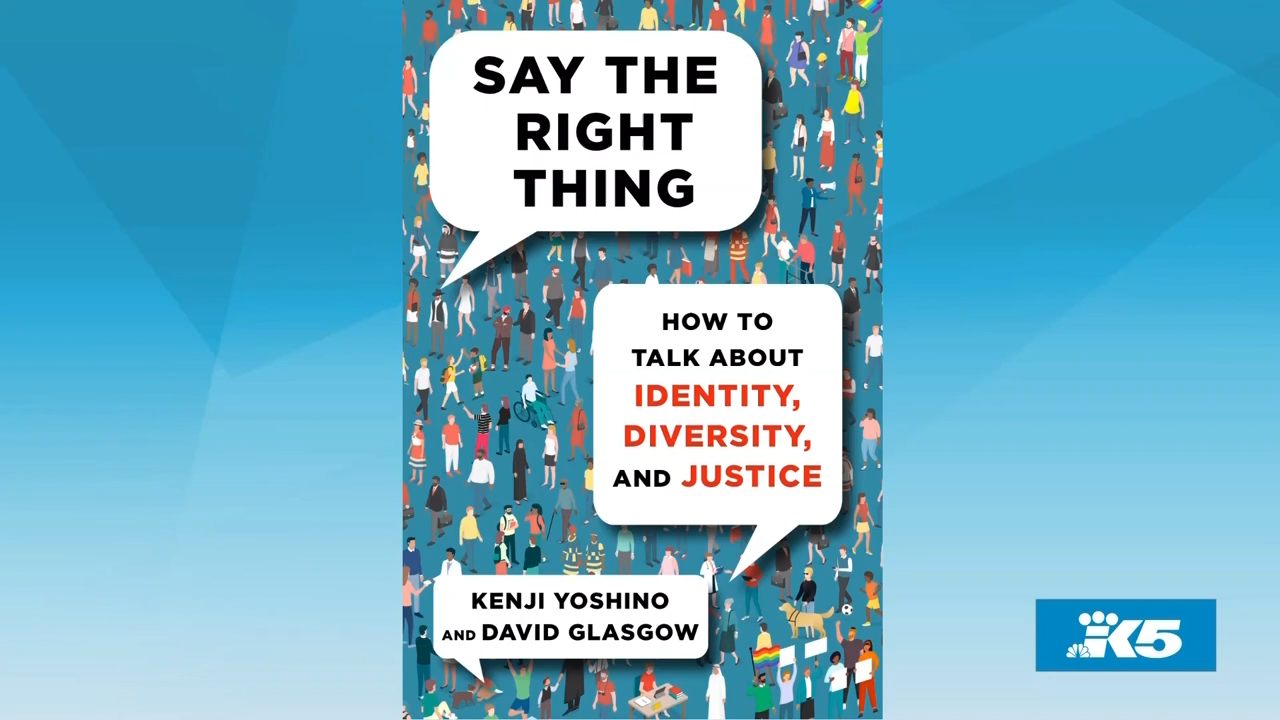 SAY THE
RIGHT
THING
HOW TO
TALK ABOUT
IDENTITY,
DIVERSITY,
AND JUSTICE
KENJI YOSHINO
AND DAVID GLASGOW
K5